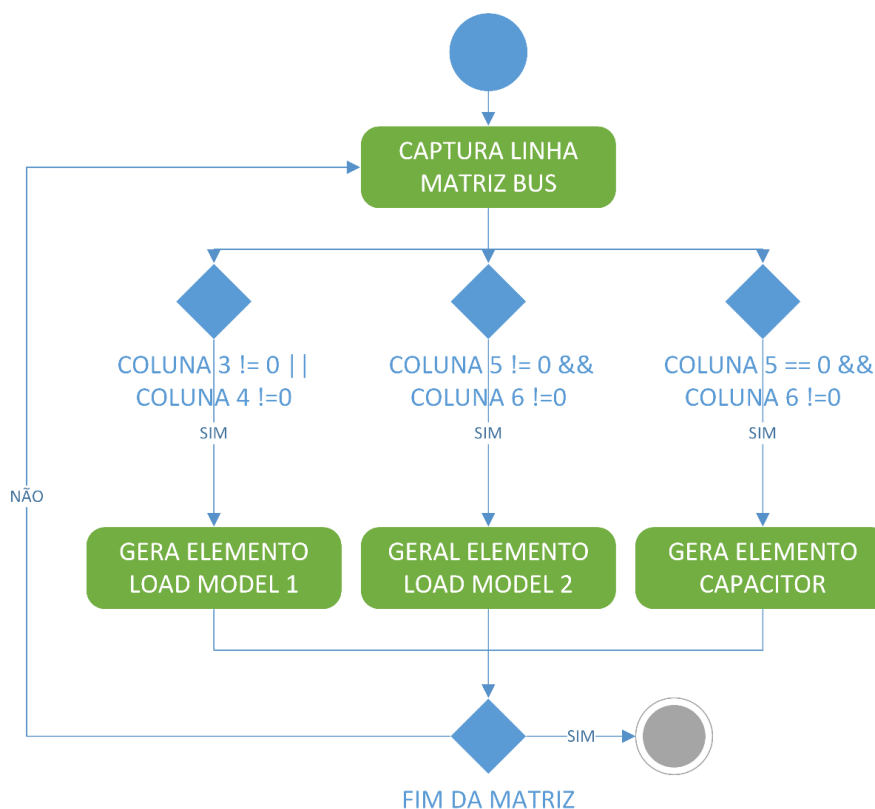 CAPTURA LINHA
MATRIZ BUS
COLUNA 3 != 0 ||
COLUNA 4 !=0
COLUNA 5 != 0 &&
COLUNA 6 !=0
COLUNA 5 == 0 &&
COLUNA 6 !=0
SIM
SIM
SIM
NÃO
GERA ELEMENTO
LOAD MODEL 1
GERAL ELEMENTO
LOAD MODEL 2
GERA ELEMENTO
CAPACITOR
SIM
FIM DA MATRIZ